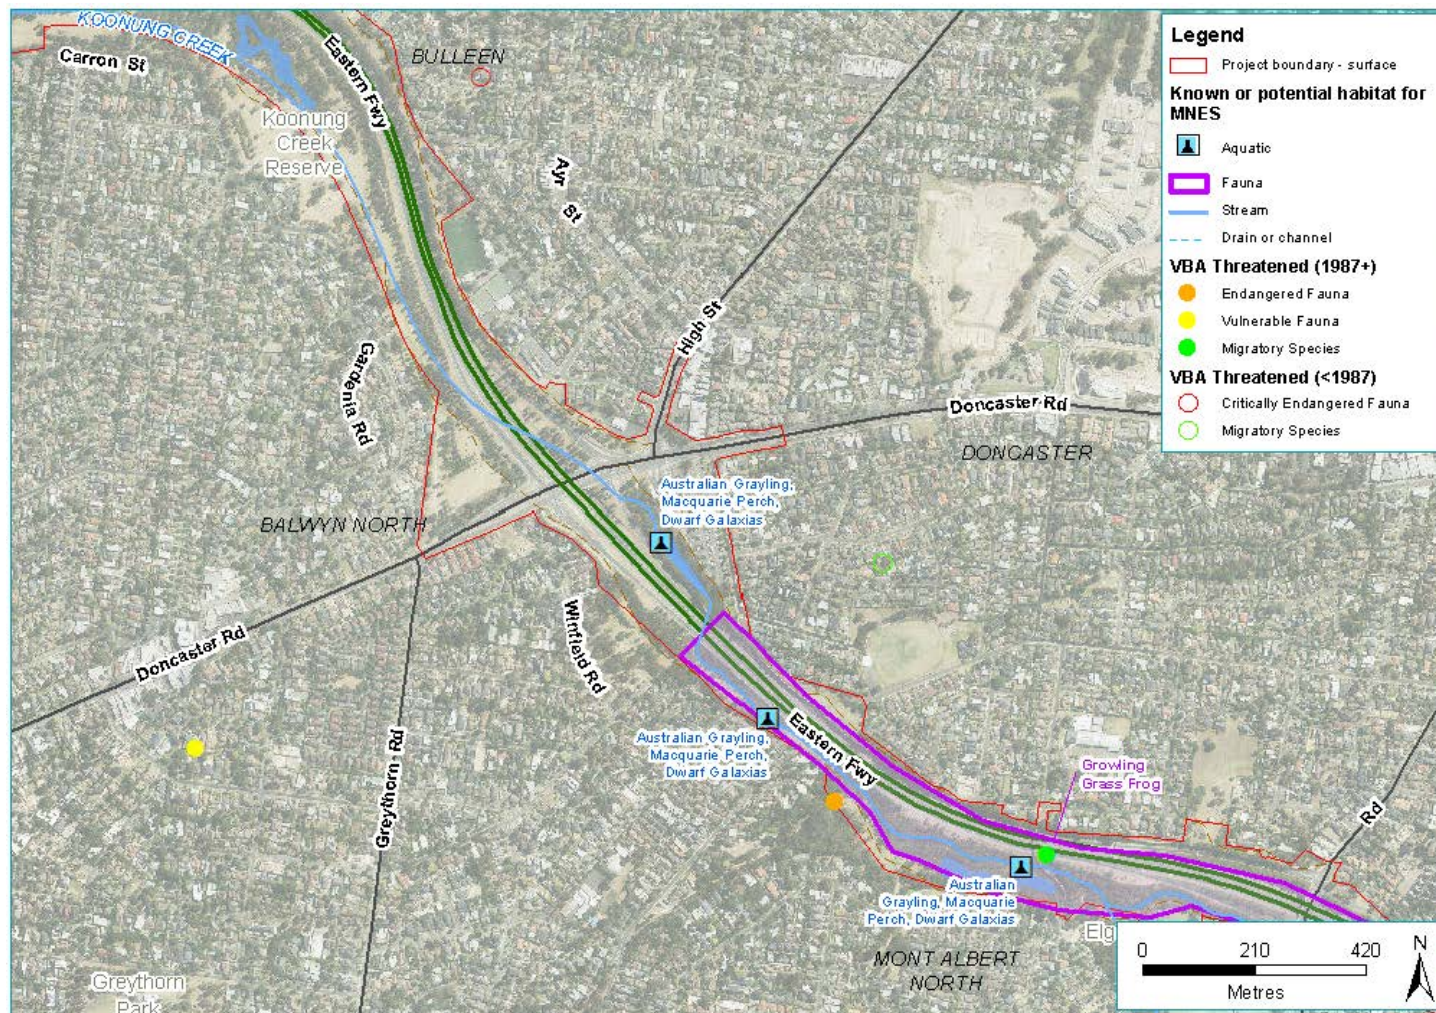 KOONUNG CREEK
Carron St
Eastern Fwy
BULLEEN
Koonung
Creek
Reserve
Ayr St
High St
Gardenia Rd
Doncaster Rd
DONCASTER
BALWYN NORTH
Australian Grayling,
Macquarie Perch,
Dwarf Galaxias
Winfield Rd
Doncaster Rd
Greythorn Rd
Australian Grayling,
Macquarie Perch,
Dwarf Galaxias
Eastern Fwy
Growling
Grass Frog
Rd
Australian
Grayling, Macquarie
Perch, Dwarf Galaxias
Elg
MONT ALBERT
NORTH
Greythorn
Park
Legend
Project boundary - surface
Known or potential habitat for
MNES
Aquatic
Fauna
Stream
Drain or channel
VBA Threatened (1987+)
Endangered Fauna
Vulnerable Fauna
Migratory Species
VBA Threatened (<1987)
Critically Endangered Fauna
Migratory Species
0 210 420
Metres
N